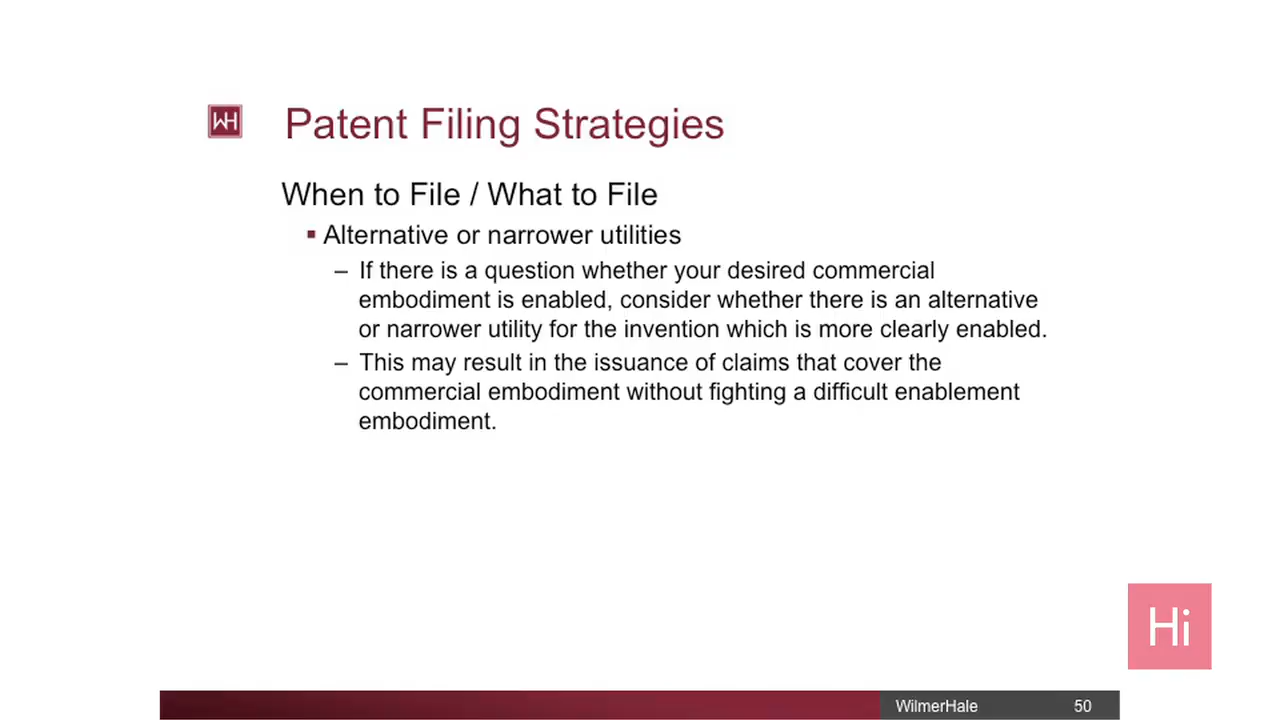 WH
Patent Filing Strategies
When to File / What to File
▪ Alternative or narrower utilities
– If there is a question whether your desired commercial
embodiment is enabled, consider whether there is an alternative
or narrower utility for the invention which is more clearly enabled.
– This may result in the issuance of claims that cover the
commercial embodiment without fighting a difficult enablement
embodiment.
Hi
WilmerHale 50